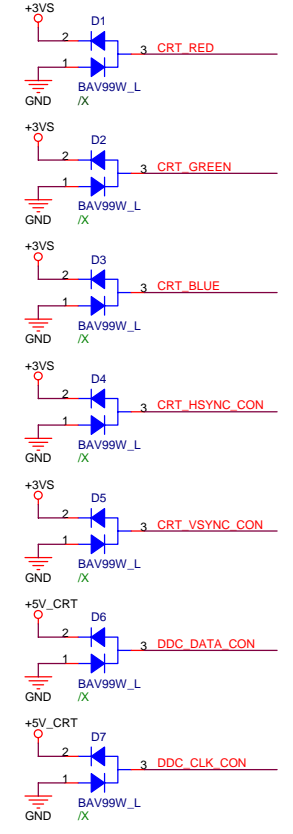 +3VS
D1
2
3 CRT_RED
1
BAV99W_L
GND
/X
+3VS
D2
2
3 CRT_GREEN
1
BAV99W_L
GND
/X
+3VS
D3
2
3 CRT_BLUE
1
BAV99W_L
GND
/X
+3VS
D4
2
3 CRT_HSYNC_CON
1
BAV99W_L
GND
/X
+3VS
D5
2
3 CRT_VSYNC_CON
1
BAV99W_L
GND
/X
+5V_CRT
D6
2
3 DDC_DATA_CON
1
BAV99W_L
GND
/X
+5V_CRT
D7
2
3 DDC_CLK_CON
1
BAV99W_L
GND
/X